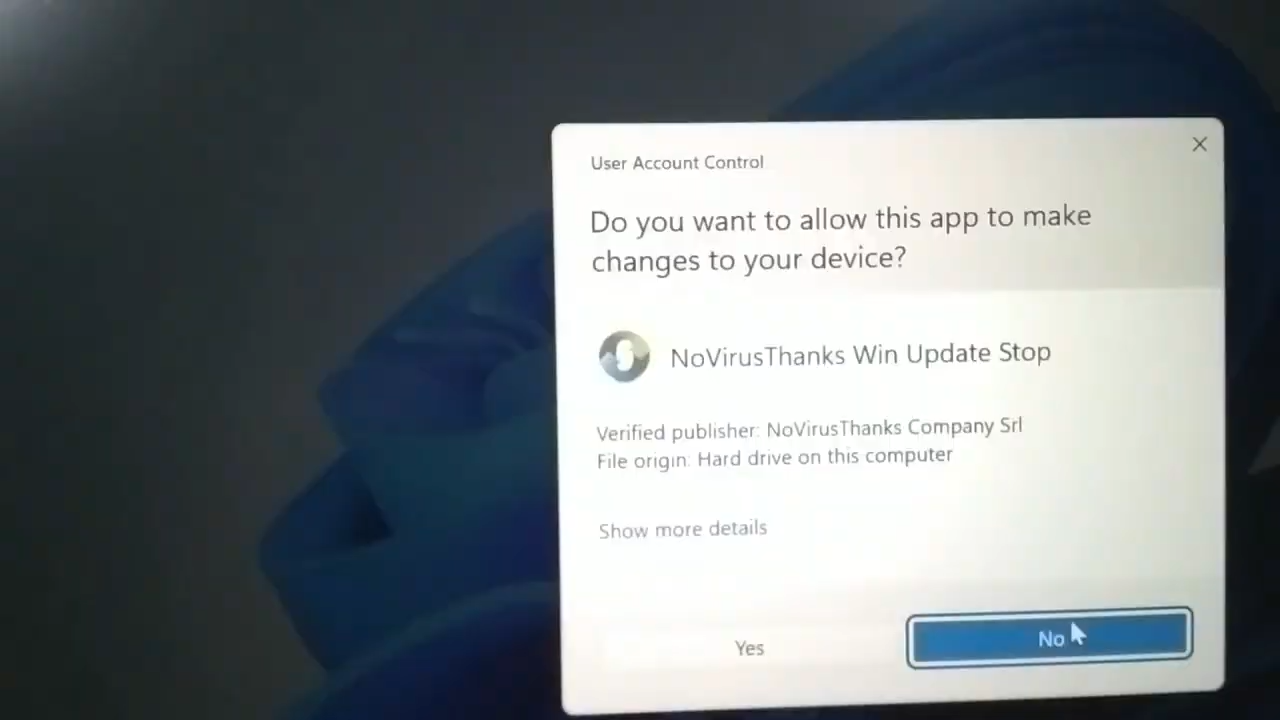 User Account Control
Do you want to allow this app to make
changes to your device?
NoVirusThanks Win Update Stop
Verified publisher: NoVirusThanks Company Srl
File origin: Hard drive on this computer
Show more details
Yes
No